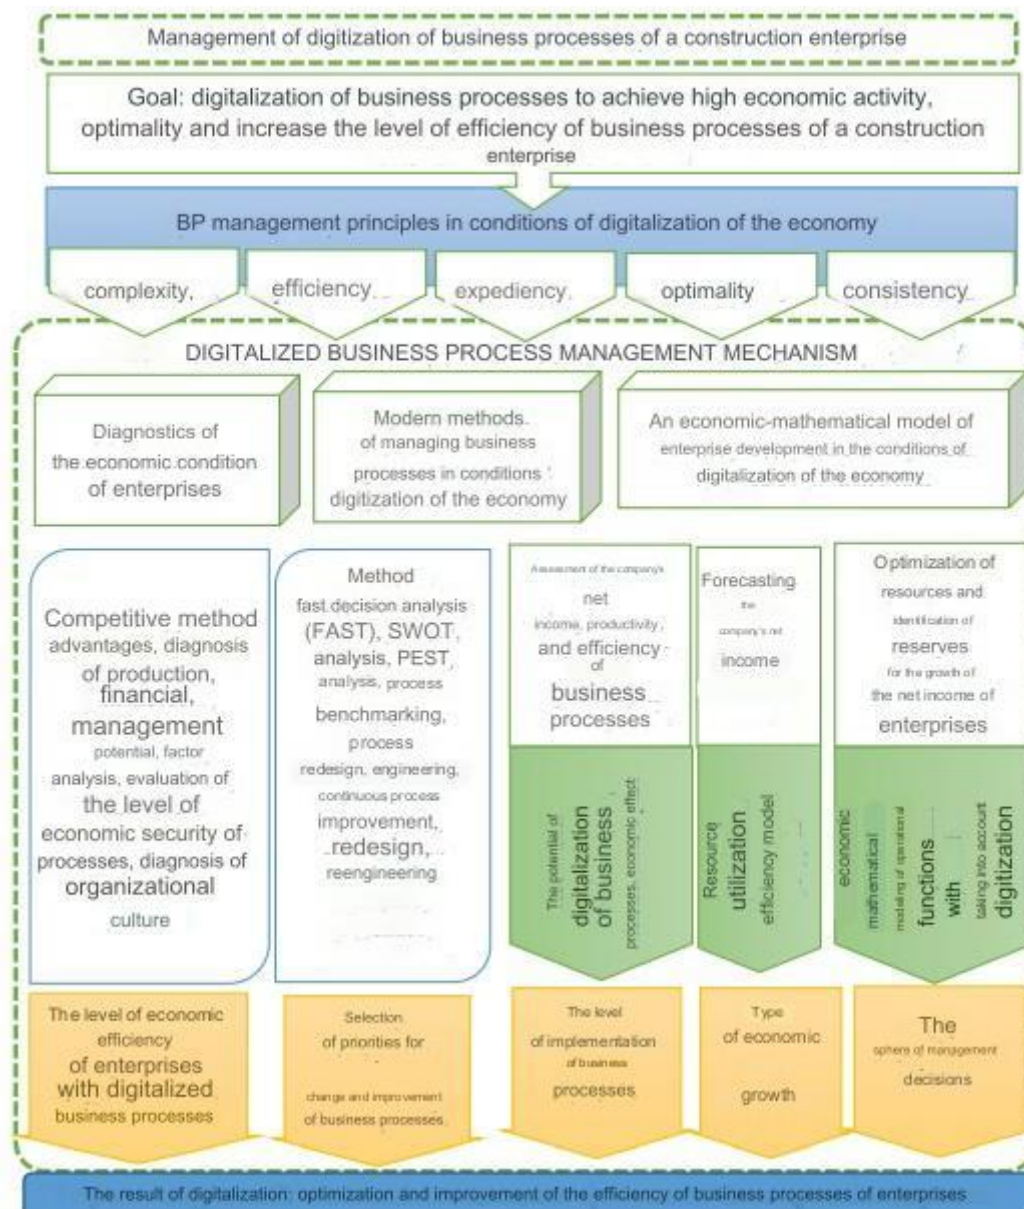 Management of digitization of business processes of a construction enterprise
Goal: digitalization of business processes to achieve high economic activity,
optimality and increase the level of efficiency of business processes of a construction
enterprise
BP management principles in conditions of digitalization of the economy
complexity,
efficiency
expediency,
optimality
consistency
DIGITALIZED BUSINESS PROCESS MANAGEMENT MECHANISM
Diagnostics of
the economic condition
of enterprises
Modern methods.
of managing business
processes in conditions
digitization of the economy
An economic-mathematical model of
enterprise development in the conditions of
digitalization of the economy
Competitive method
advantages, diagnosis
of production,
financial,
management
potential, factor
analysis, evaluation of
the level of
economic security of
processes, diagnosis of
organizational
culture
Method
fast decision analysis
(FAST), SWOT,
analysis, PEST,
analysis, process
benchmarking,
process
redesign, engineering,
continuous process
improvement,
redesign,
reengineering
Assessment of the company's
net
income, productivity,
and efficiency
of
business
processes
Forecasting
the
company's net
income
Optimization of
resources and
identification of
reserves
for the growth of
the net income of
enterprises
The potential of
digitalization
of business
processes, economic effect
Resource
utilization
efficiency model
economic
mathematical
modeling of operational
functions
with
taking into account
digitization
The level of economic
efficiency
of enterprises
with digitalized
business processes
Selection
of priorities for
change and improvement
of business processes
The level
of implementation
of business
processes
Type
of economic
growth
The
sphere of management
decisions
The result of digitalization: optimization and improvement of the efficiency of business processes of enterprises